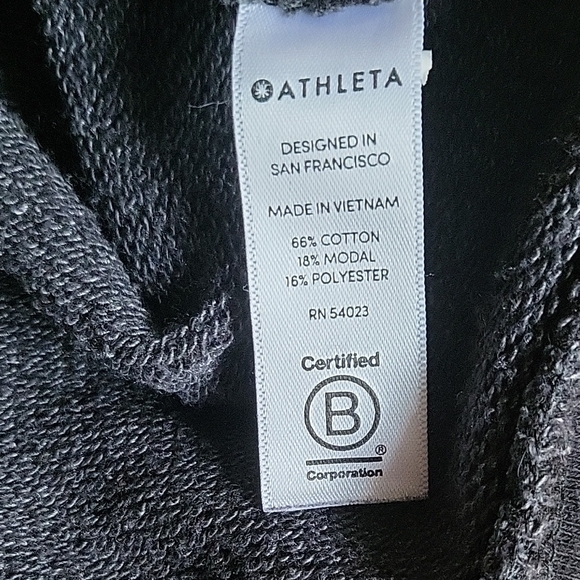 ATHLETA
DESIGNED IN
SAN FRANCISCO
MADE IN VIETNAM
66% COTTON
18% MODAL
16% POLYESTER
RN 54023
Certified
B
®
Corporation